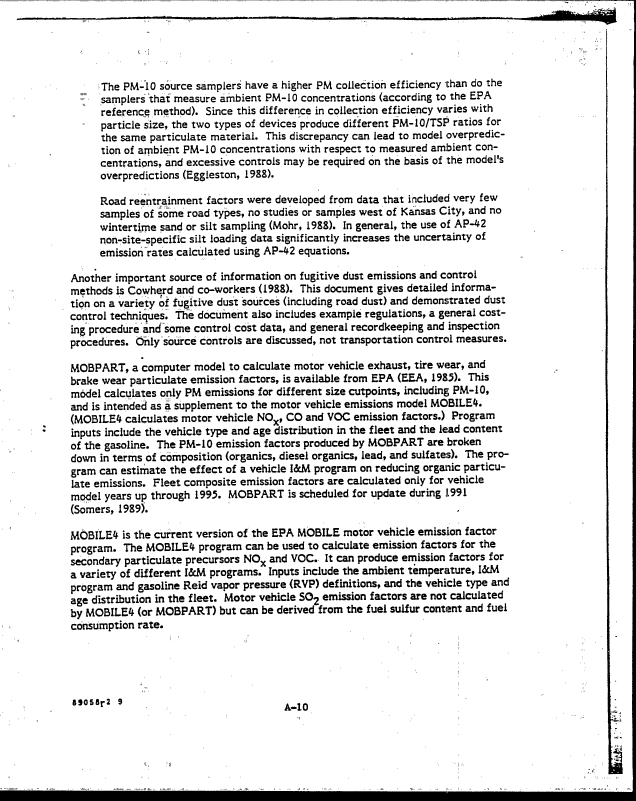 The PM-10 source samplers have a higher PM collection efficiency than do the
samplers that measure ambient PM-10 concentrations (according to the EPA
reference method). Since this difference in collection efficiency varies with
particle size, the two types of devices produce different PM-10/TSP ratios for
the same particulate material. This discrepancy can lead to model overpredic-
tion of ambient PM-10 concentrations with respect to measured ambient con-
centrations, and excessive controls may be required on the basis of the model's
overpredictions (Eggleston, 1988).
Road reentrainment factors were developed from data that included very few
samples of some road types, no studies or samples west of Kansas City, and no
wintertime sand or silt sampling (Mohr, 1988). In general, the use of AP-42
non-site-specific silt loading data significantly increases the uncertainty of
emission rates calculated using AP-42 equations.
Another important source of information on fugitive dust emissions and control
methods is Cowherd and co-workers (1988). This document gives detailed informa-
tion on a variety of fugitive dust sources (including road dust) and demonstrated dust
control techniques. The document also includes example regulations, a general cost-
ing procedure and some control cost data, and general recordkeeping and inspection
procedures. Only source controls are discussed, not transportation control measures.
MOBPART, a computer model to calculate motor vehicle exhaust, tire wear, and
brake wear particulate emission factors, is available from EPA (EEA, 1985). This
model calculates only PM emissions for different size cutpoints, including PM-10,
and is intended as a supplement to the motor vehicle emissions model MOBILE4.
(MOBILE4 calculates motor vehicle NOx, CO and VOC emission factors.) Program
inputs include the vehicle type and age distribution in the fleet and the lead content
of the gasoline. The PM-10 emission factors produced by MOBPART are broken
down in terms of composition (organics, diesel organics, lead, and sulfates). The pro-
gram can estimate the effect of a vehicle I&M program on reducing organic particu-
late emissions. Fleet composite emission factors are calculated only for vehicle
model years up through 1995. MOBPART is scheduled for update during 1991
(Somers, 1989).
MOBILE4 is the current version of the EPA MOBILE motor vehicle emission factor
program. The MOBILE4 program can be used to calculate emission factors for the
secondary particulate precursors NOx and VOC. It can produce emission factors for
a variety of different I&M programs. Inputs include the ambient temperature, I&M
program and gasoline Reid vapor pressure (RVP) definitions, and the vehicle type and
age distribution in the fleet. Motor vehicle SO2 emission factors are not calculated
by MOBILE4 (or MOBPART) but can be derived from the fuel sulfur content and fuel
consumption rate.
89058r2 9
A-10